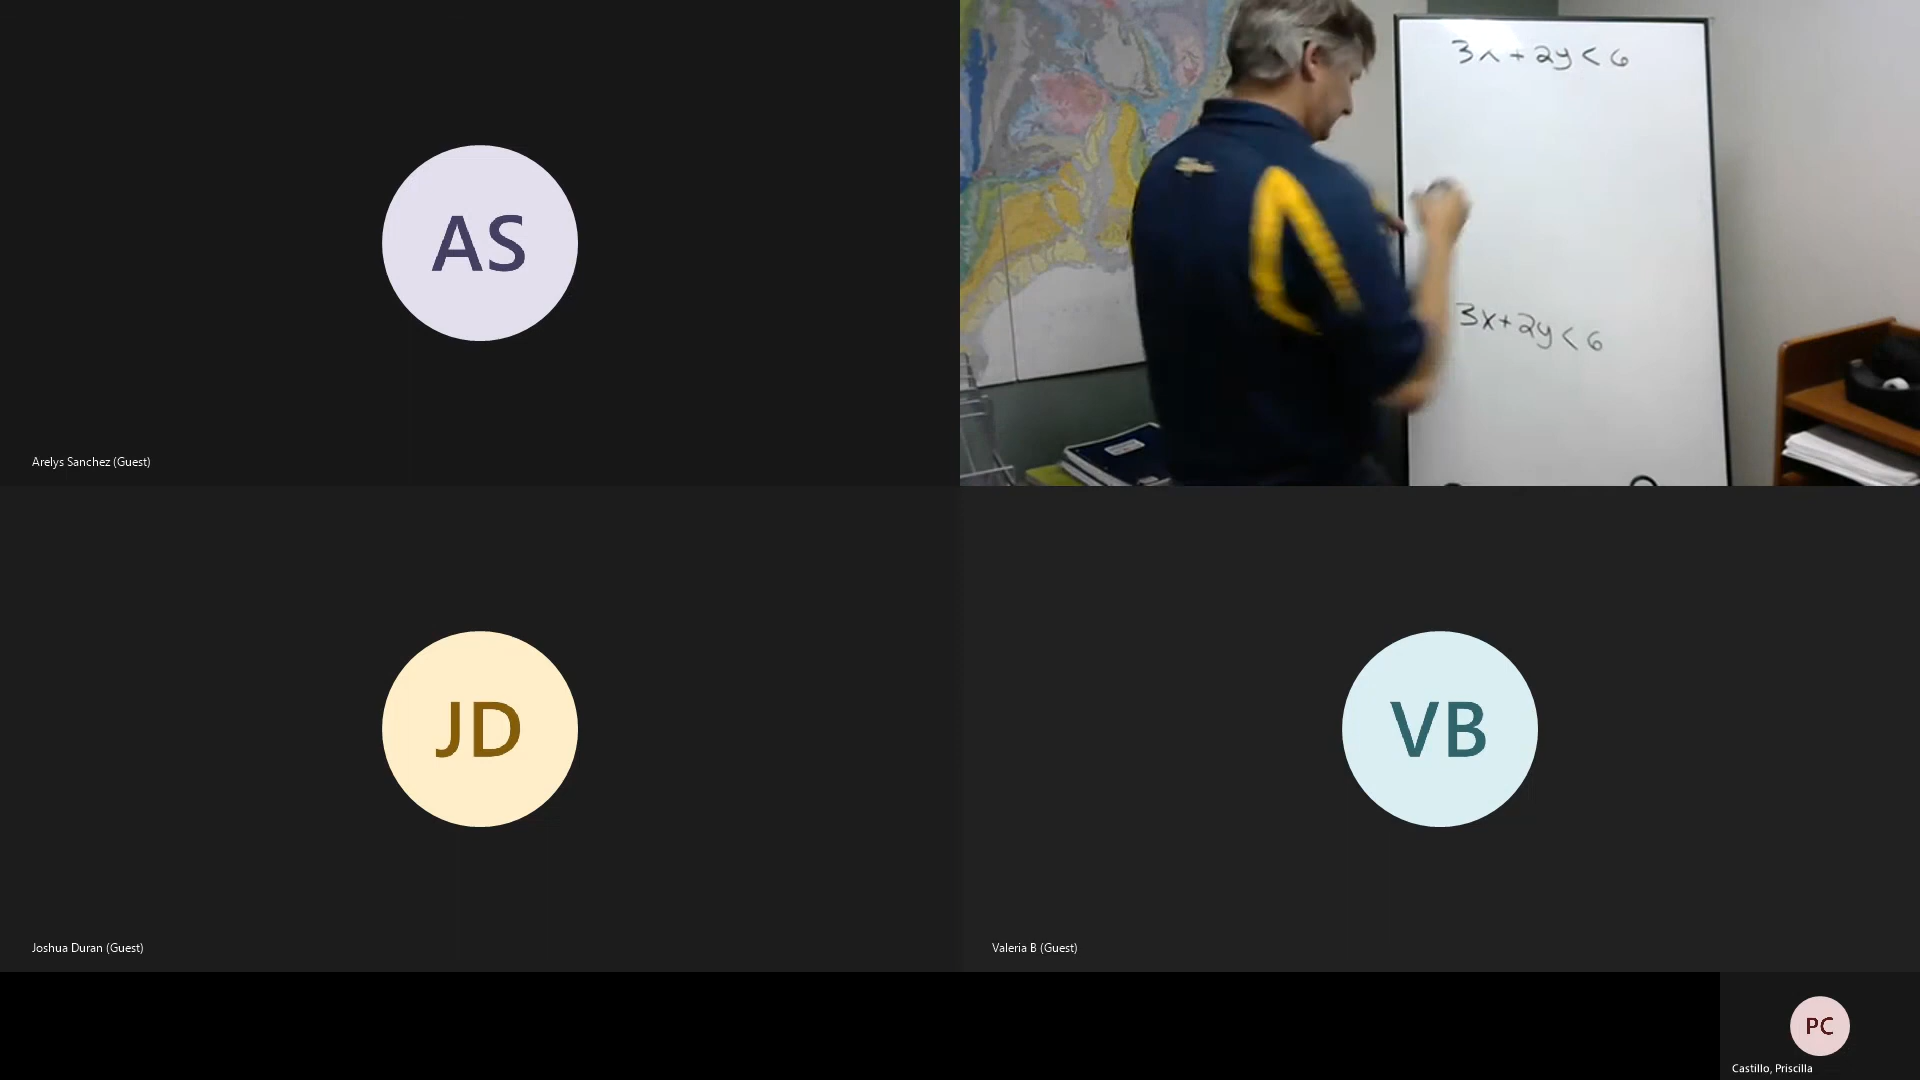 AS
Arelys Sanchez (Guest)
3x + 2y < 6
3x + 2y < 6
JD
Joshua Duran (Guest)
VB
Valeria B (Guest)
PC
Castillo, Priscilla